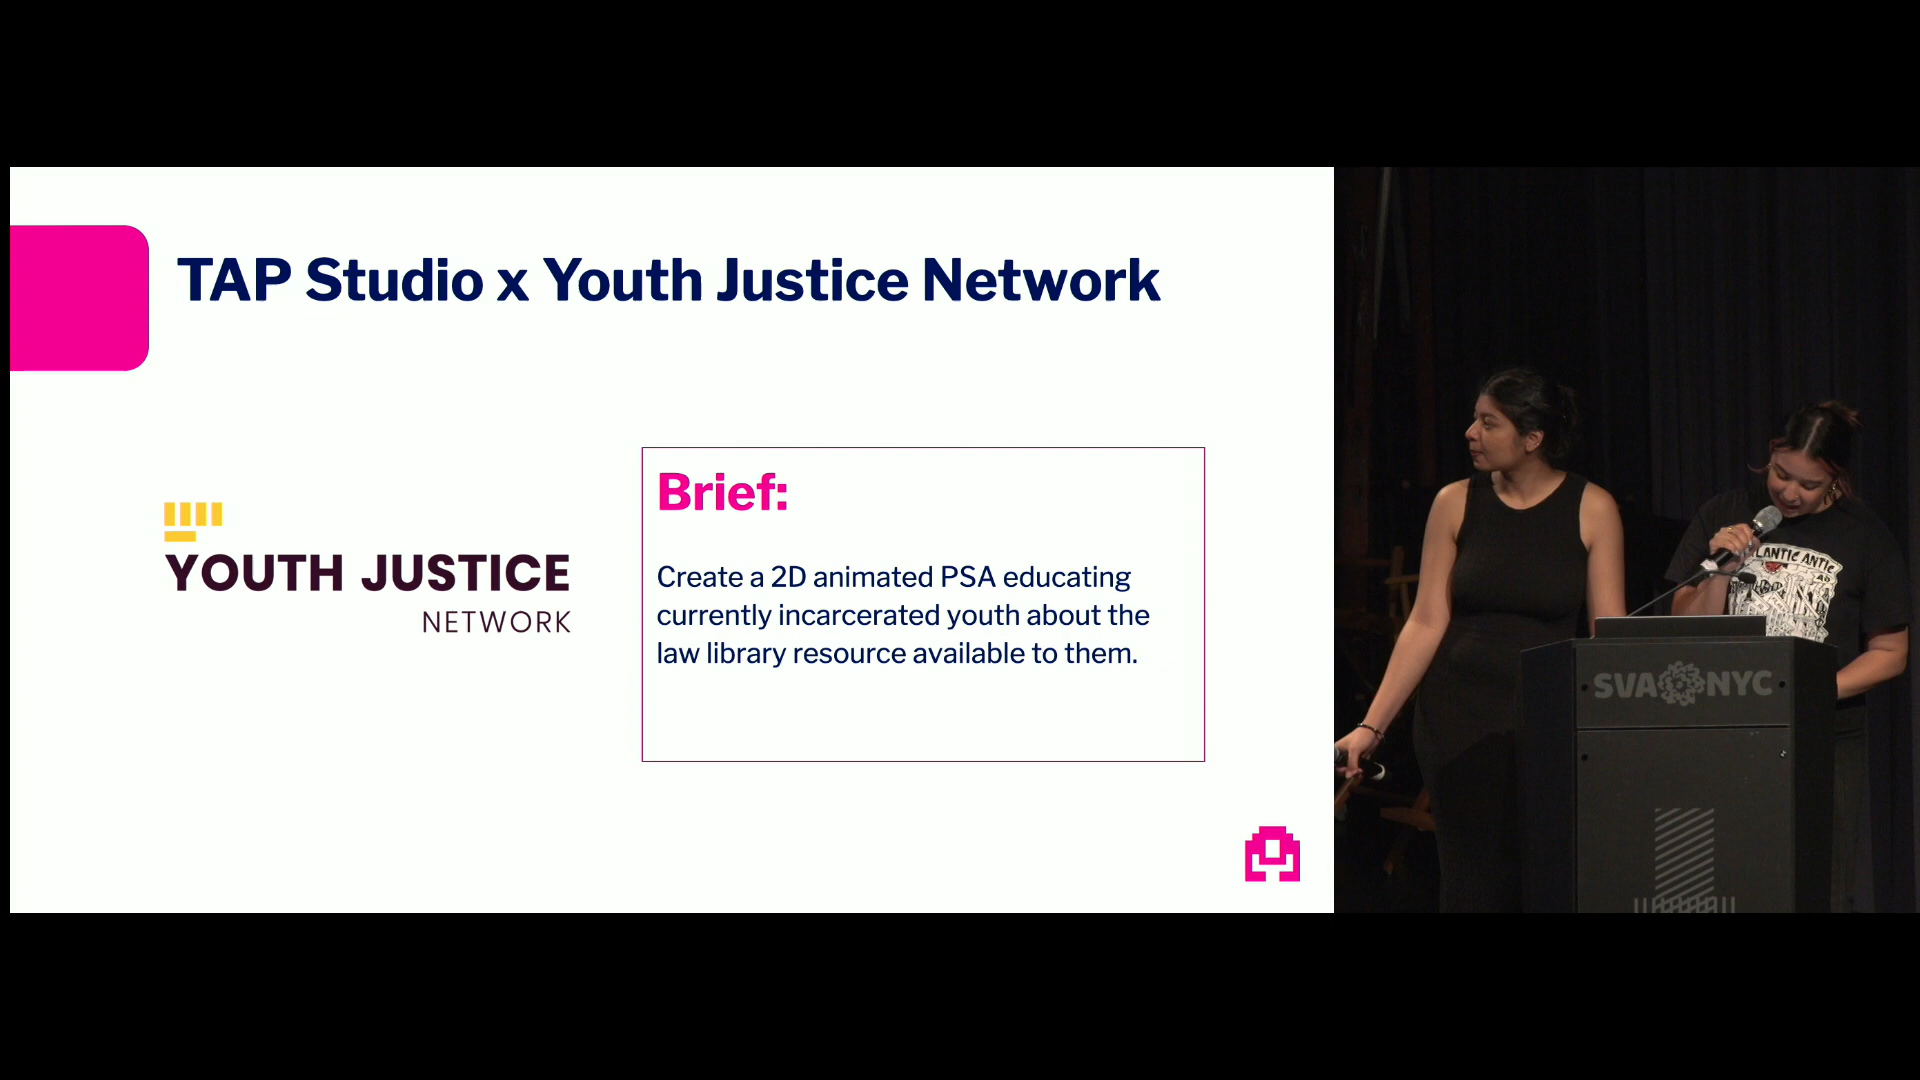 TAP Studio x Youth Justice Network
YOUTH JUSTICE
NETWORK
Brief:
Create a 2D animated PSA educating
currently incarcerated youth about the
law library resource available to them.
ATLANTIC ANTIC
SVA NYC